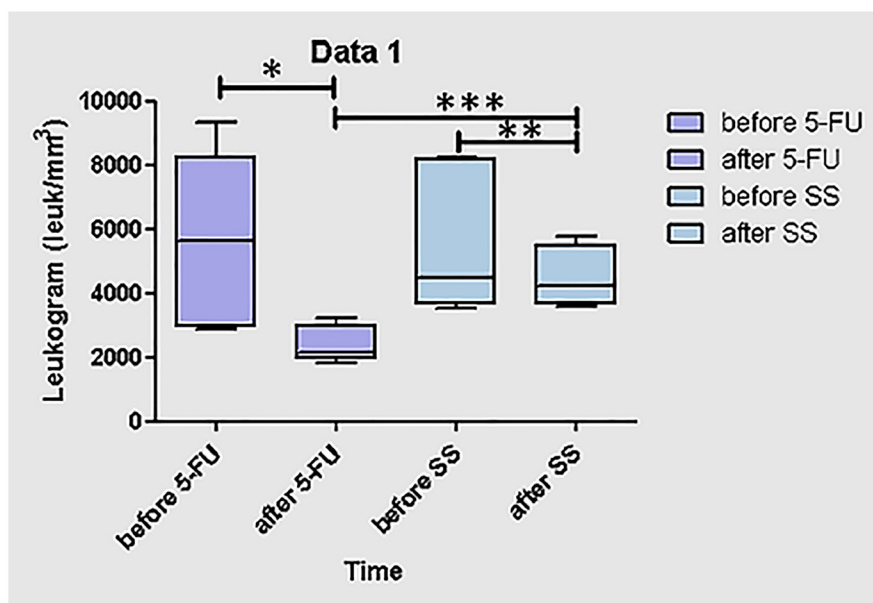 Data 1
*
***
**
10000
8000
6000
4000
2000
0
Leukogram (leuk/mm³)
before 5-FU
after 5-FU
before SS
after SS
Time
before 5-FU
after 5-FU
before SS
after SS